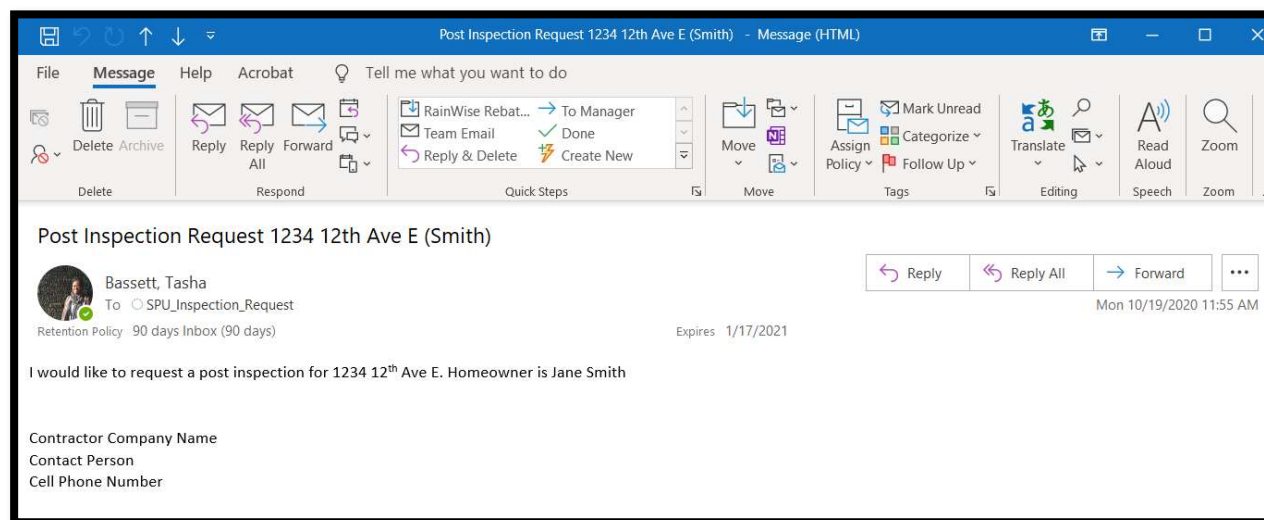 Post Inspection Request 1234 12th Ave E (Smith) - Message (HTML)
File Message Help Acrobat Tell me what you want to do
Delete Archive
Reply Reply All Forward
RainWise Rebat... To Manager
Team Email Done
Reply & Delete Create New
Move
Assign Policy
Mark Unread
Categorize
Follow Up
Translate
Read Aloud
Zoom
Delete Respond Quick Steps Move Tags Editing Speech Zoom
Post Inspection Request 1234 12th Ave E (Smith)
Reply Reply All Forward
Bassett, Tasha
To SPU_Inspection_Request
Mon 10/19/2020 11:55 AM
Retention Policy 90 days Inbox (90 days) Expires 1/17/2021
I would like to request a post inspection for 1234 12th Ave E. Homeowner is Jane Smith
Contractor Company Name
Contact Person
Cell Phone Number